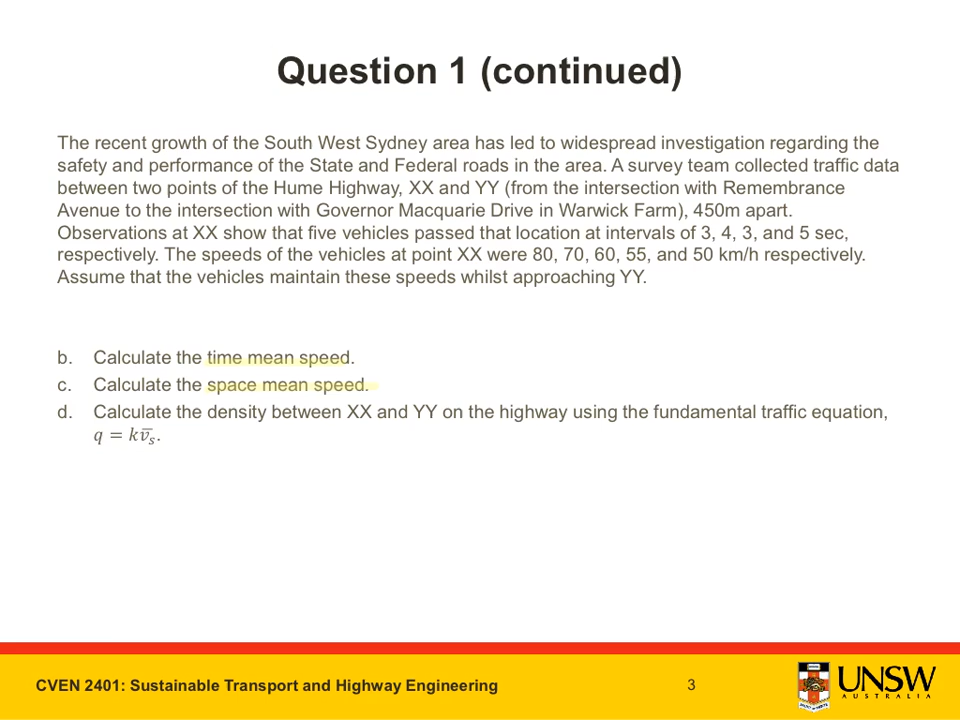 Question 1 (continued)
The recent growth of the South West Sydney area has led to widespread investigation regarding the
safety and performance of the State and Federal roads in the area. A survey team collected traffic data
between two points of the Hume Highway, XX and YY (from the intersection with Remembrance
Avenue to the intersection with Governor Macquarie Drive in Warwick Farm), 450m apart.
Observations at XX show that five vehicles passed that location at intervals of 3, 4, 3, and 5 sec,
respectively. The speeds of the vehicles at point XX were 80, 70, 60, 55, and 50 km/h respectively.
Assume that the vehicles maintain these speeds whilst approaching YY.
b. Calculate the time mean speed.
c. Calculate the space mean speed.
d. Calculate the density between XX and YY on the highway using the fundamental traffic equation,
q = kv̅ₛ.
CVEN 2401: Sustainable Transport and Highway Engineering
3
UNSW
AUSTRALIA